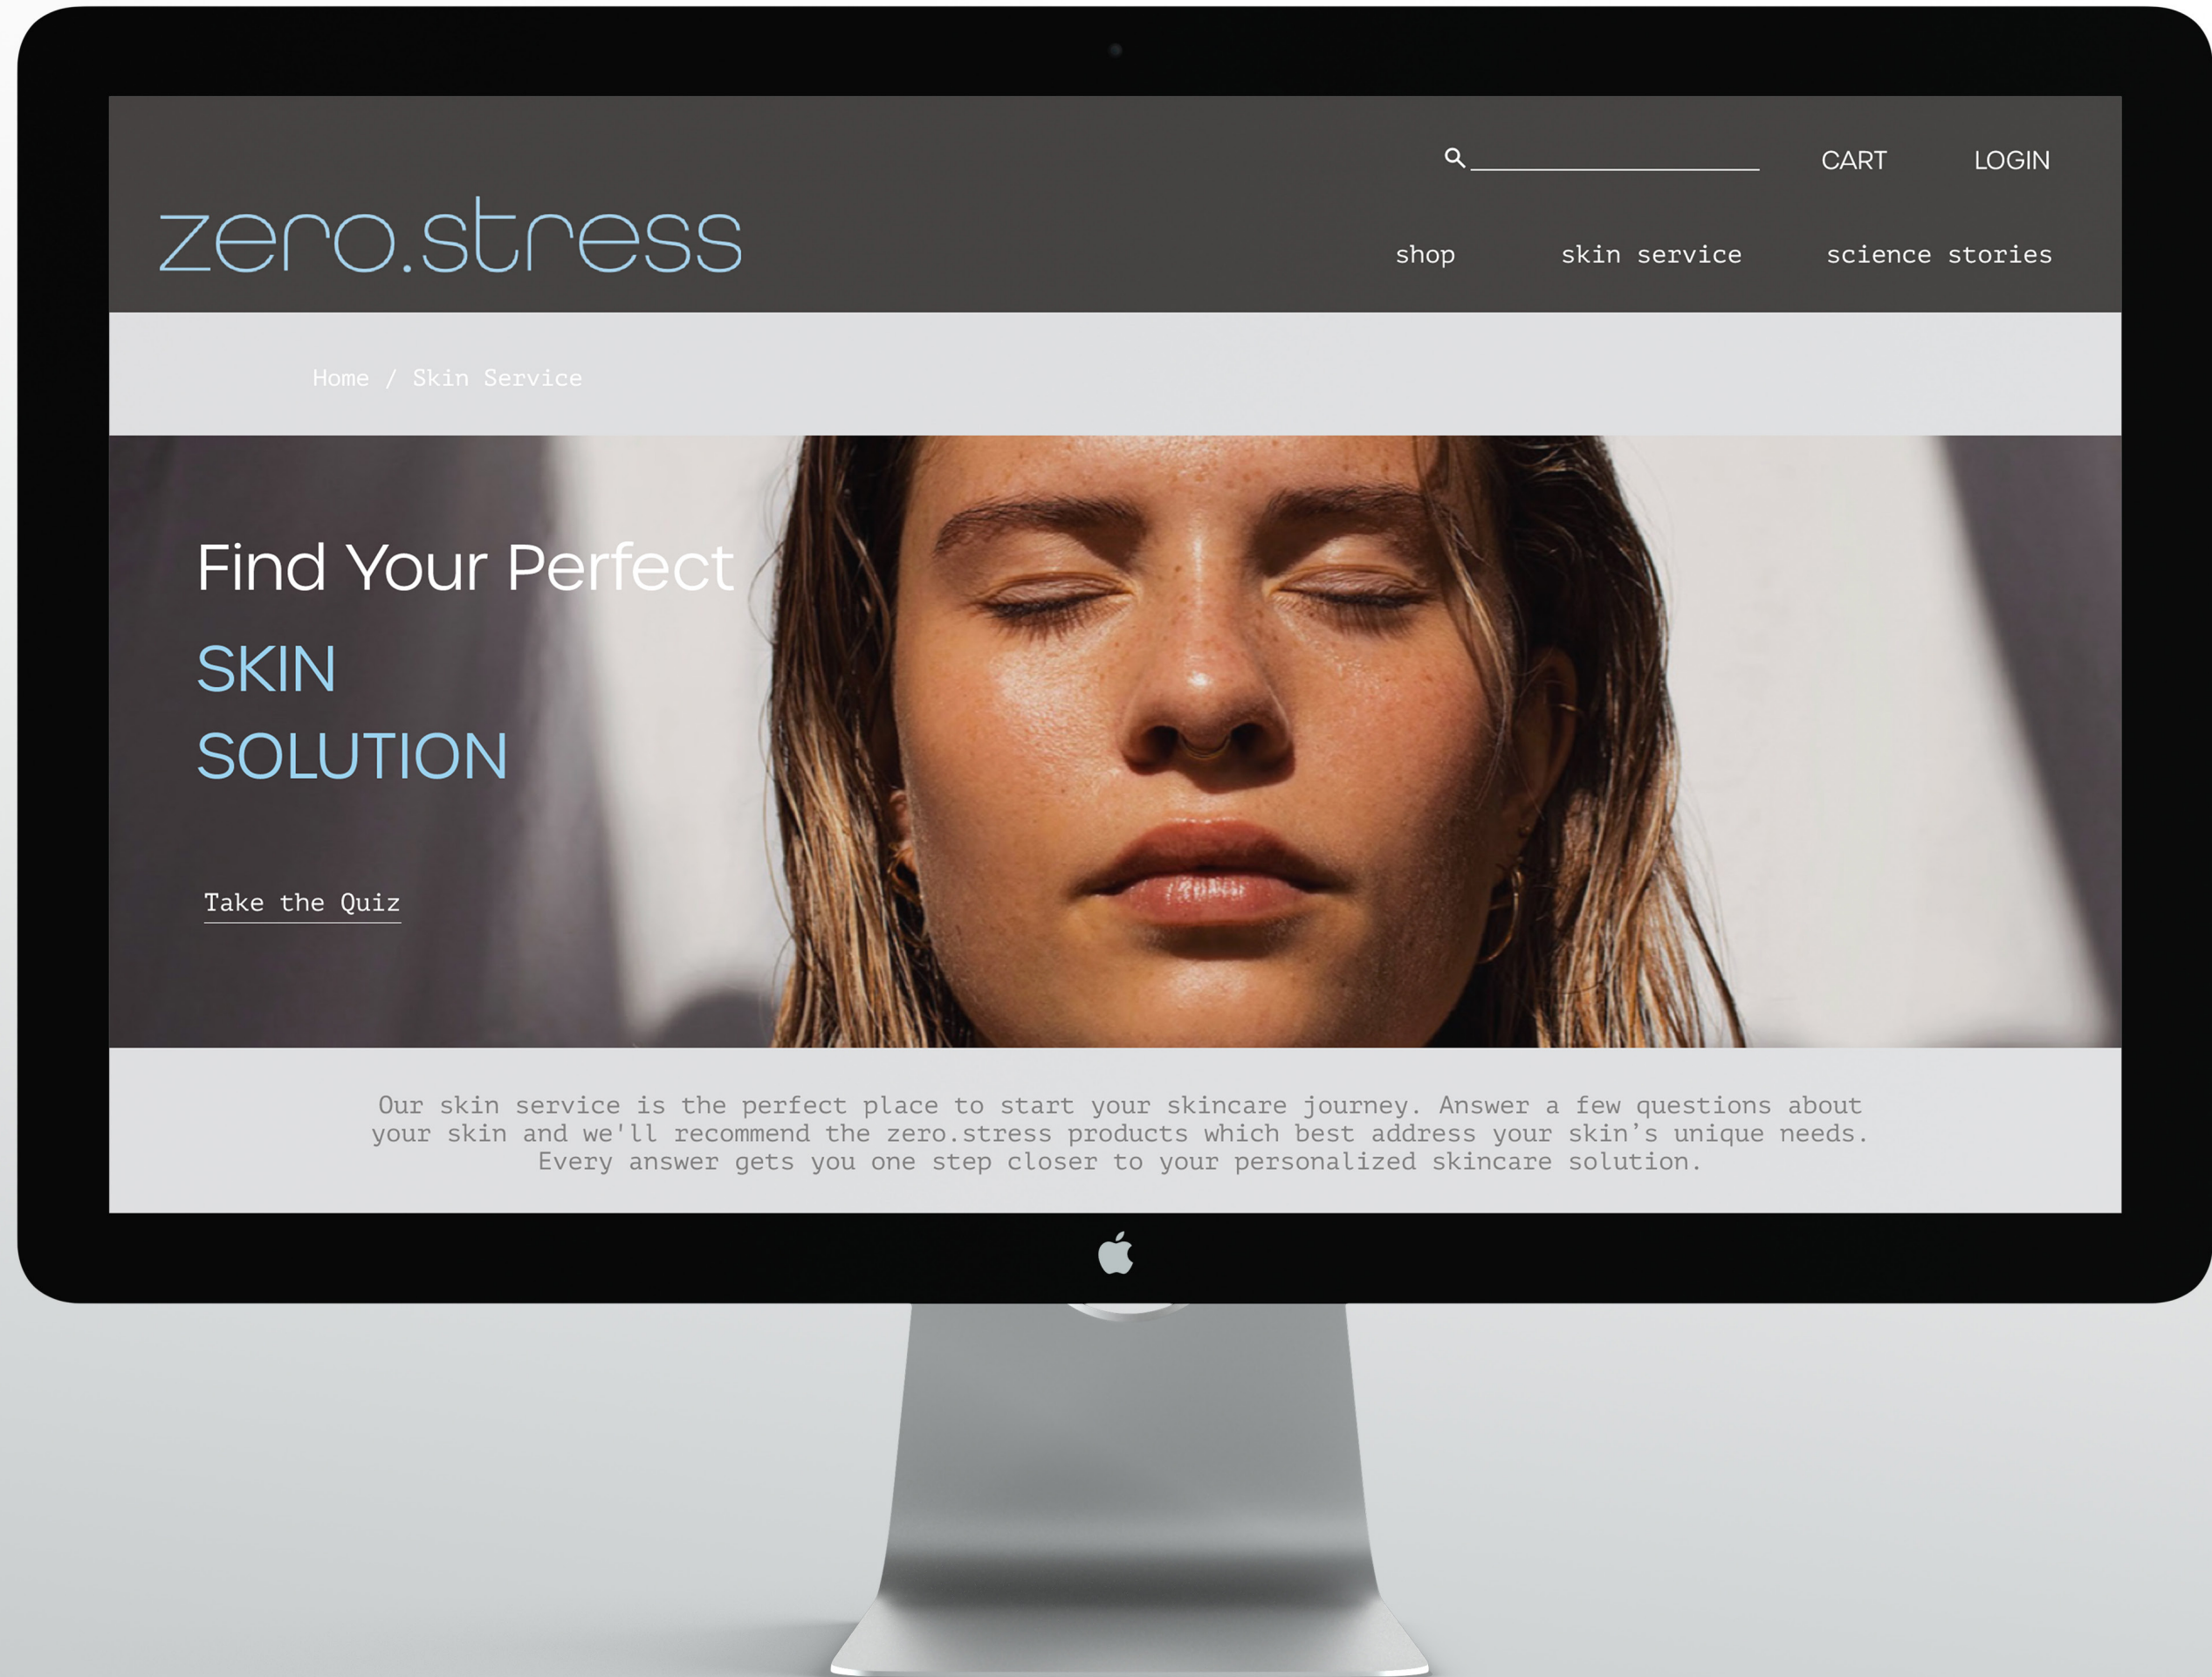 CART LOGIN
zero.stress
shop skin service science stories
Home / Skin Service
Find Your Perfect
SKIN
SOLUTION
Take the Quiz
Our skin service is the perfect place to start your skincare journey. Answer a few questions about
your skin and we'll recommend the zero.stress products which best address your skin’s unique needs.
Every answer gets you one step closer to your personalized skincare solution.